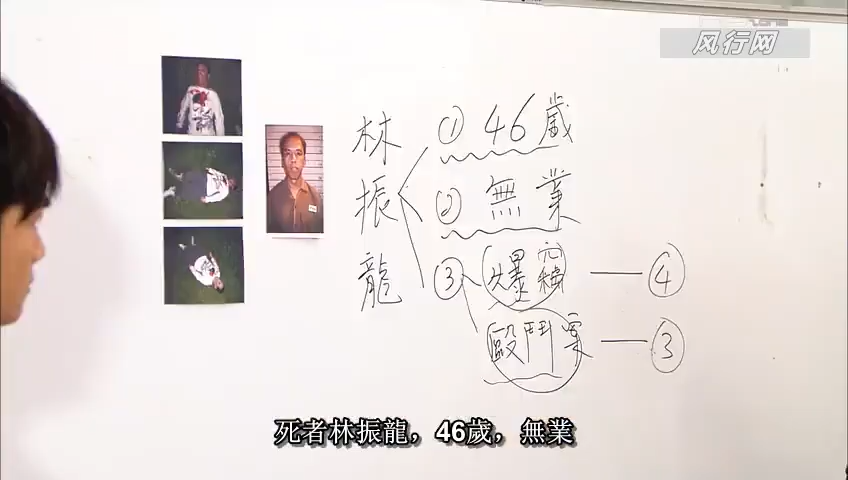 风行网
林振龍
① 46歲
② 無業
③ 爆竊 — ④
毆鬥案 — ③
死者林振龍，46歲，無業